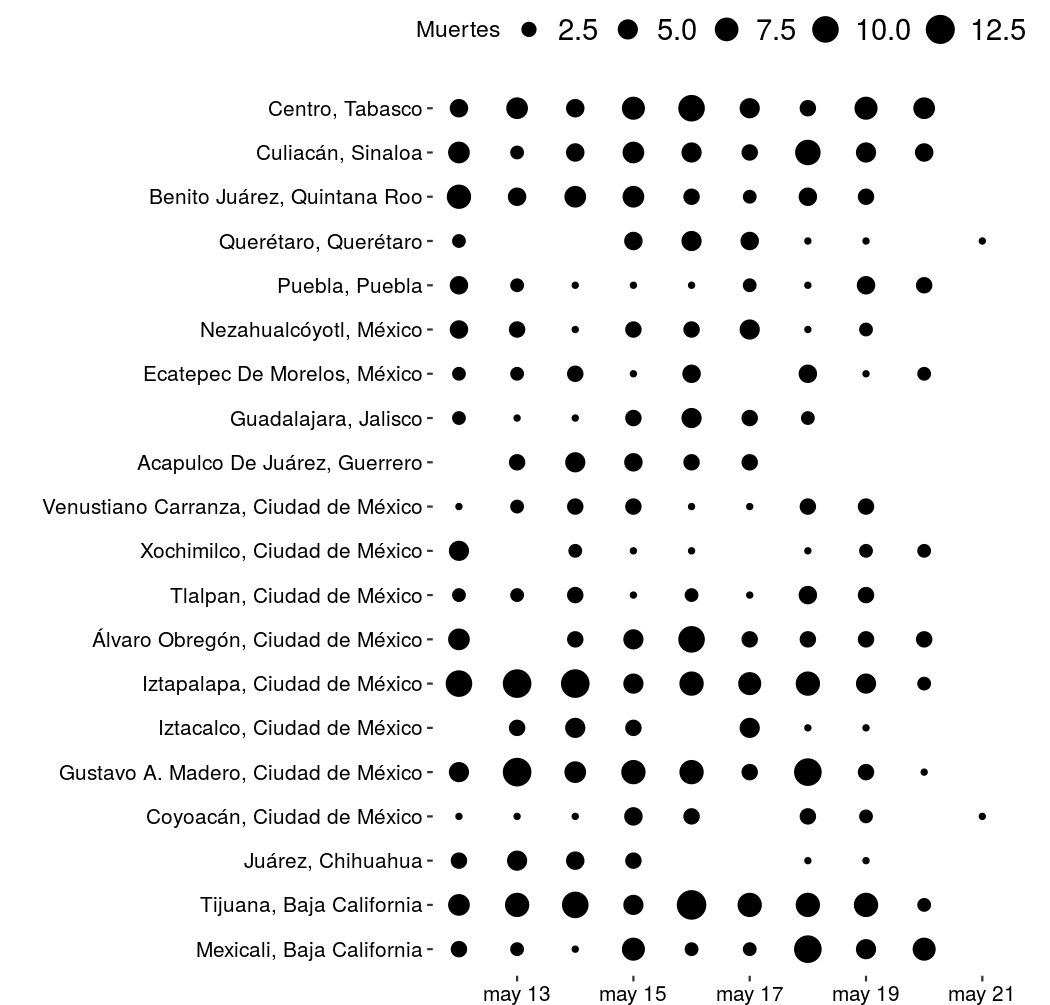 Muertes 2.5 5.0 7.5 10.0 12.5
Centro, Tabasco
Culiacán, Sinaloa
Benito Juárez, Quintana Roo
Querétaro, Querétaro
Puebla, Puebla
Nezahualcóyotl, México
Ecatepec De Morelos, México
Guadalajara, Jalisco
Acapulco De Juárez, Guerrero
Venustiano Carranza, Ciudad de México
Xochimilco, Ciudad de México
Tlalpan, Ciudad de México
Álvaro Obregón, Ciudad de México
Iztapalapa, Ciudad de México
Iztacalco, Ciudad de México
Gustavo A. Madero, Ciudad de México
Coyoacán, Ciudad de México
Juárez, Chihuahua
Tijuana, Baja California
Mexicali, Baja California
may 13 may 15 may 17 may 19 may 21